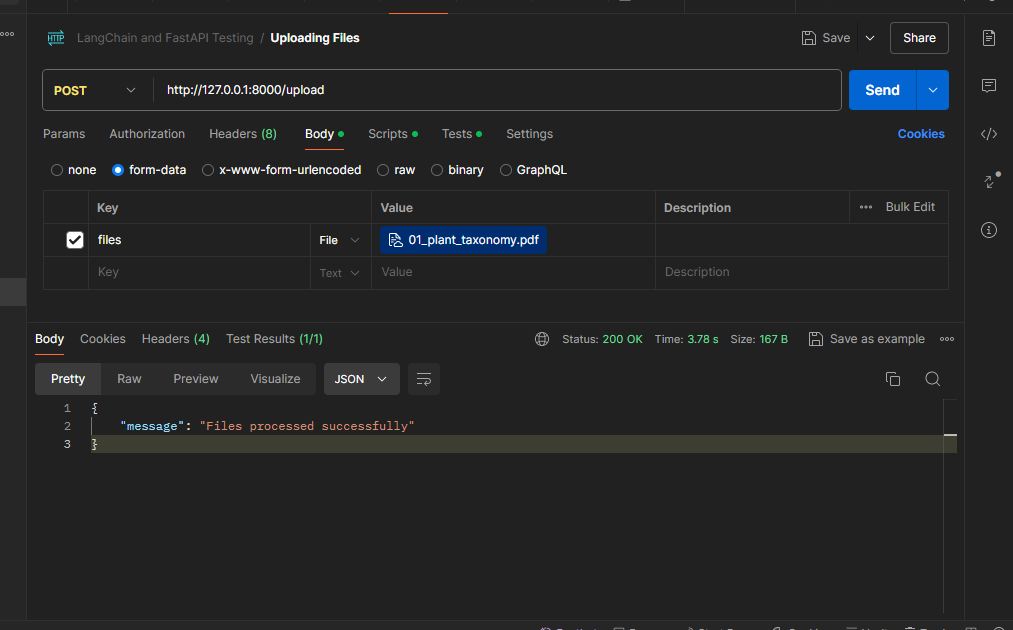 HTTP LangChain and FastAPI Testing / Uploading Files Save Share
POST http://127.0.0.1:8000/upload Send
Params Authorization Headers (8) Body Scripts Tests Settings Cookies
none form-data x-www-form-urlencoded raw binary GraphQL
Key Value Description ••• Bulk Edit
files File 01_plant_taxonomy.pdf
Key Text Value Description
Body Cookies Headers (4) Test Results (1/1) Status: 200 OK Time: 3.78 s Size: 167 B Save as example
Pretty Raw Preview Visualize JSON
1 {
2 "message": "Files processed successfully"
3 }